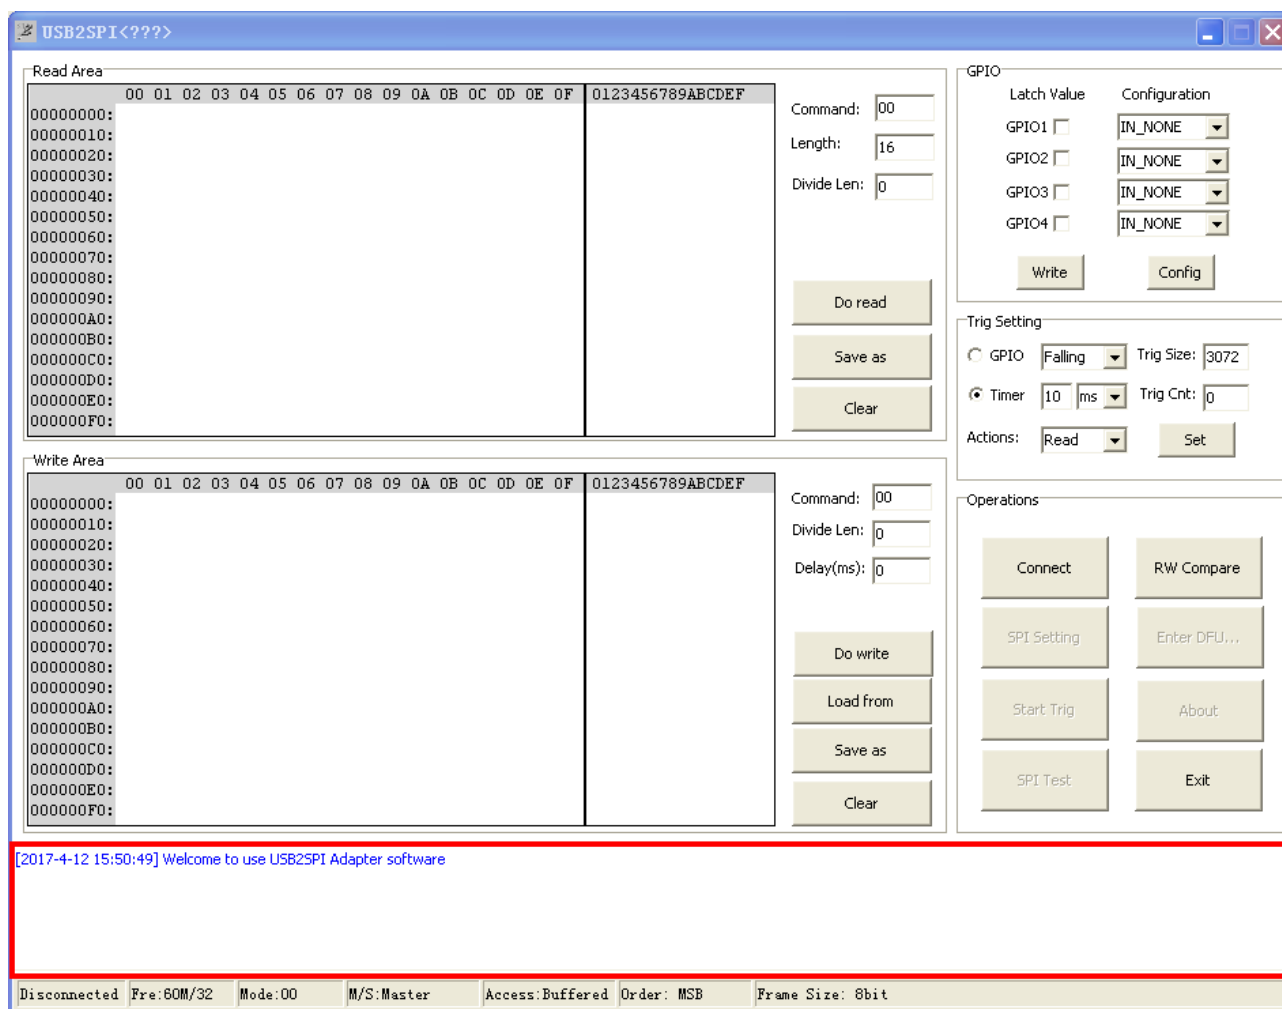 USB2SPI<???>
Read Area
00 01 02 03 04 05 06 07 08 09 0A 0B 0C 0D 0E 0F 0123456789ABCDEF
00000000:
00000010:
00000020:
00000030:
00000040:
00000050:
00000060:
00000070:
00000080:
00000090:
000000A0:
000000B0:
000000C0:
000000D0:
000000E0:
000000F0:
Command: 00
Length: 16
Divide Len: 0
Do read
Save as
Clear
Write Area
00 01 02 03 04 05 06 07 08 09 0A 0B 0C 0D 0E 0F 0123456789ABCDEF
00000000:
00000010:
00000020:
00000030:
00000040:
00000050:
00000060:
00000070:
00000080:
00000090:
000000A0:
000000B0:
000000C0:
000000D0:
000000E0:
000000F0:
Command: 00
Divide Len: 0
Delay(ms): 0
Do write
Load from
Save as
Clear
GPIO
Latch Value Configuration
GPIO1 IN_NONE
GPIO2 IN_NONE
GPIO3 IN_NONE
GPIO4 IN_NONE
Write Config
Trig Setting
GPIO Falling Trig Size: 3072
Timer 10 ms Trig Cnt: 0
Actions: Read Set
Operations
Connect RW Compare
SPI Setting Enter DFU...
Start Trig About
SPI Test Exit
[2017-4-12 15:50:49] Welcome to use USB2SPI Adapter software
Disconnected Fre:60M/32 Mode:00 M/S:Master Access:Buffered Order: MSB Frame Size: 8bit